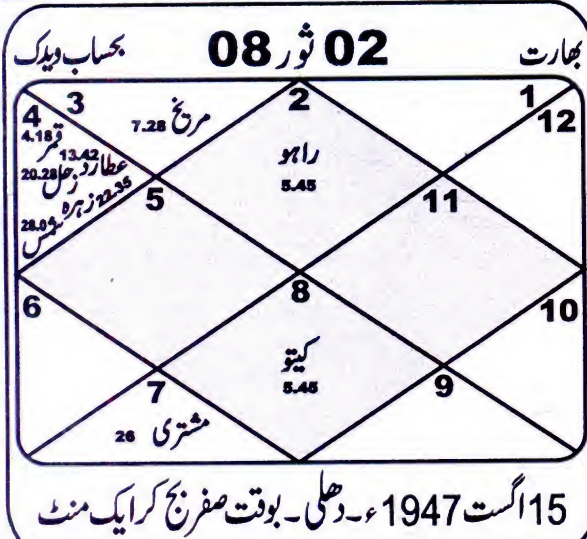 بھارت 02 ثور 08 بحساب ویدک
2
1
12
3
4
مریخ 7.28
راہو
5.45
قمر 4.18
عطارد 13.42
زحل 20.28
زہرہ 22.35
شمس 28.04
5
11
6
8
10
کیتو
5.45
7
9
مشتری 26
15 اگست 1947ء۔ دھلی۔ بوقت صفر بج کر ایک منٹ